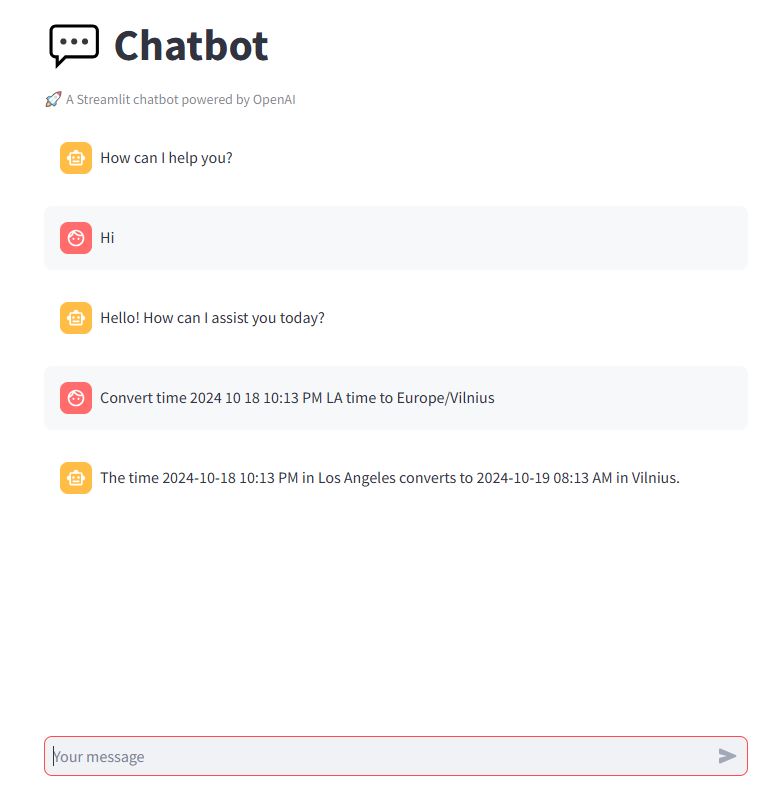 Chatbot
🚀 A Streamlit chatbot powered by OpenAI
How can I help you?
Hi
Hello! How can I assist you today?
Convert time 2024 10 18 10:13 PM LA time to Europe/Vilnius
The time 2024-10-18 10:13 PM in Los Angeles converts to 2024-10-19 08:13 AM in Vilnius.
Your message